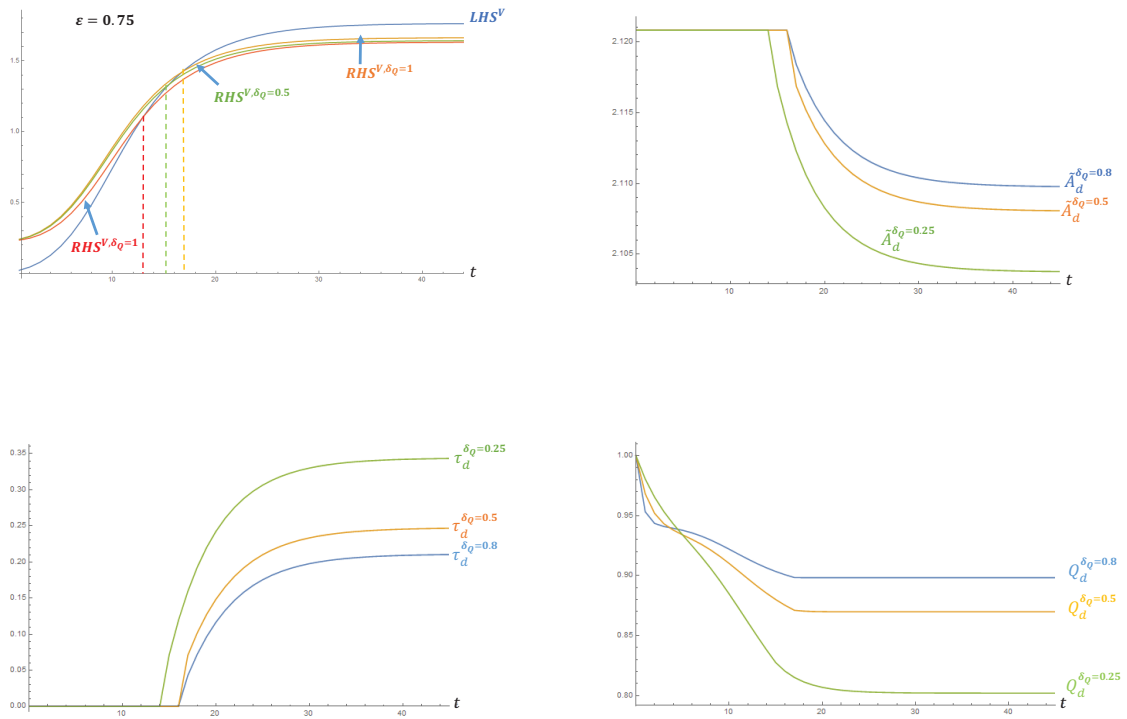 ε = 0.75
LHS^V
1.5
1.0
0.5
RHS^{V,δ_Q=1}
RHS^{V,δ_Q=0.5}
RHS^{V,δ_Q=1}
10
20
30
40
t
2.120
2.115
2.110
2.105
Ã_d^{δ_Q=0.8}
Ã_d^{δ_Q=0.5}
Ã_d^{δ_Q=0.25}
10
20
30
40
t
0.35
0.30
0.25
0.20
0.15
0.10
0.05
0.00
τ_d^{δ_Q=0.25}
τ_d^{δ_Q=0.5}
τ_d^{δ_Q=0.8}
10
20
30
40
t
1.00
0.95
0.90
0.85
0.80
Q_d^{δ_Q=0.8}
Q_d^{δ_Q=0.5}
Q_d^{δ_Q=0.25}
10
20
30
40
t